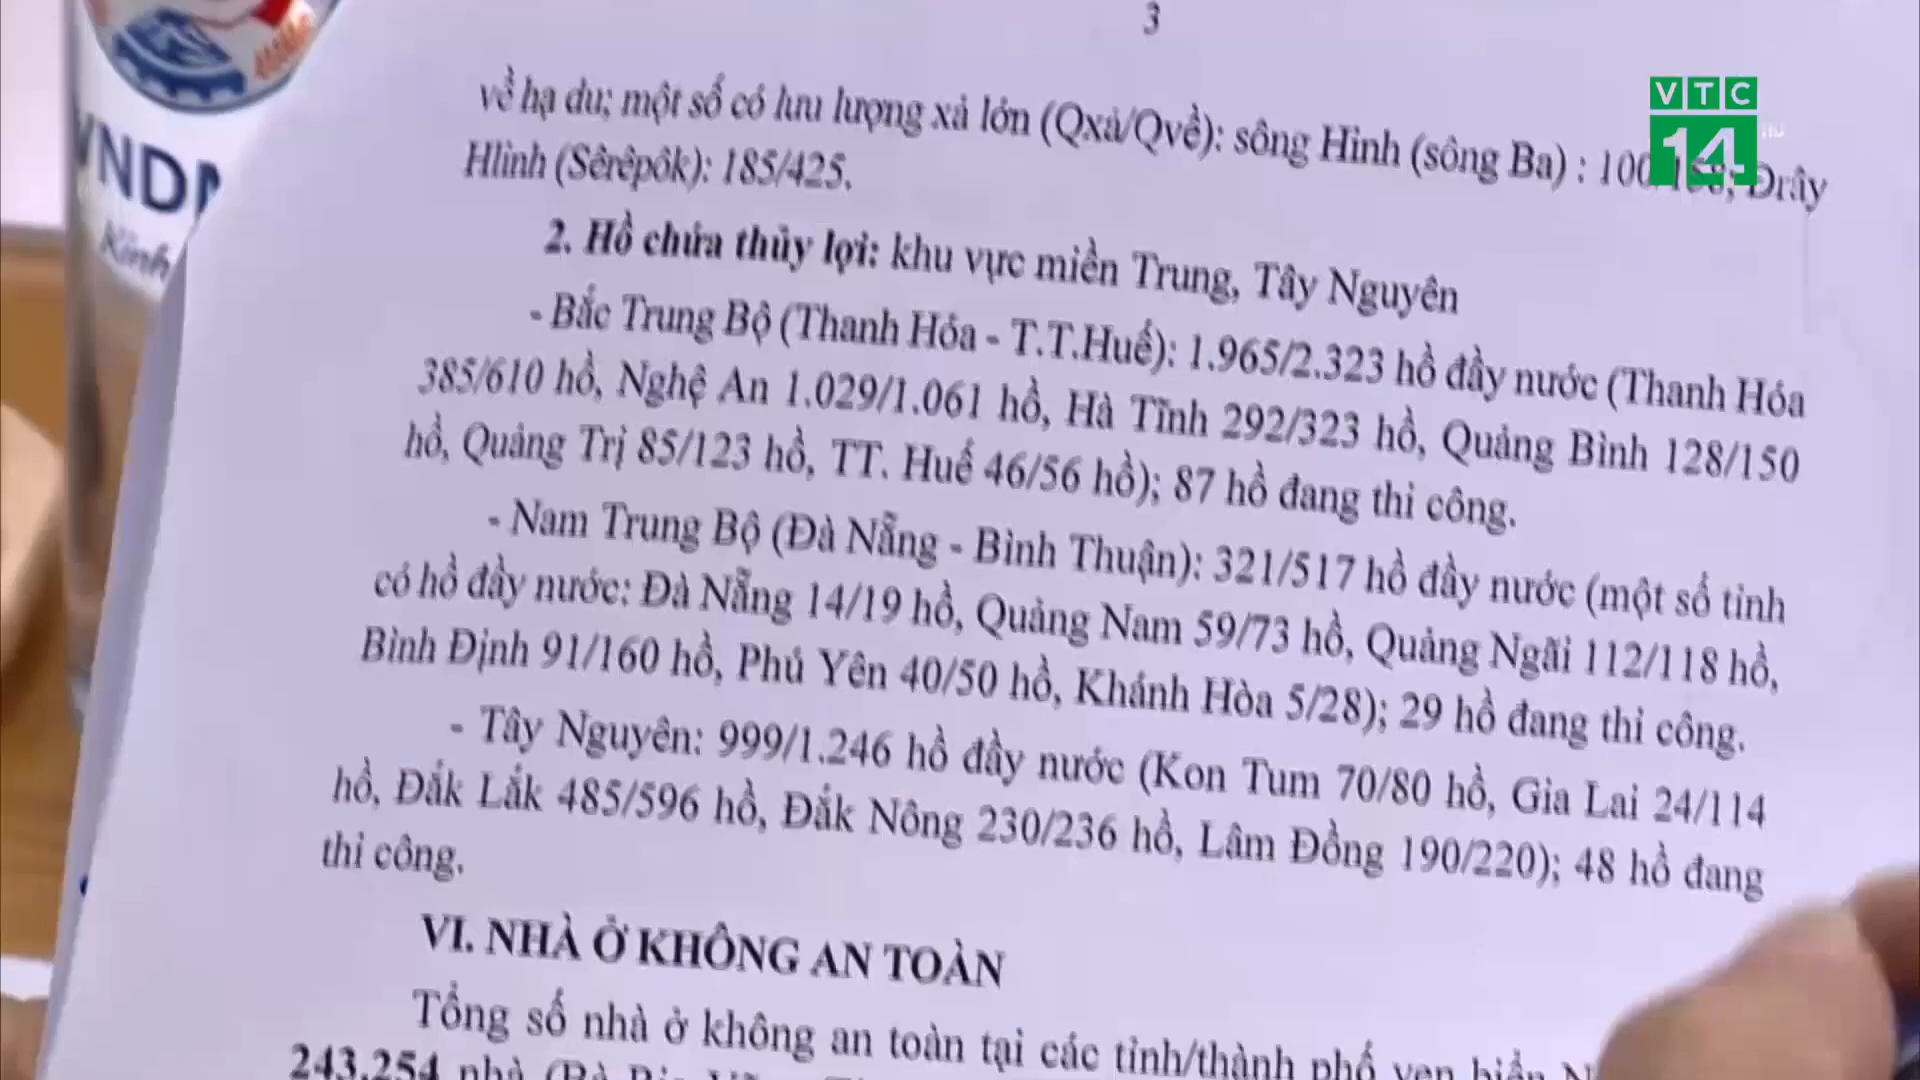 3
VTC
14
VND
Kinh
về hạ du; một số có lưu lượng xả lớn (Qxả/Qvề): sông Hinh (sông Ba) : 100/168; Đrây
Hlinh (Sêrêpôk): 185/425.
2. Hồ chứa thủy lợi: khu vực miền Trung, Tây Nguyên
- Bắc Trung Bộ (Thanh Hóa - T.T.Huế): 1.965/2.323 hồ đầy nước (Thanh Hóa
385/610 hồ, Nghệ An 1.029/1.061 hồ, Hà Tĩnh 292/323 hồ, Quảng Bình 128/150
hồ, Quảng Trị 85/123 hồ, TT. Huế 46/56 hồ); 87 hồ đang thi công.
- Nam Trung Bộ (Đà Nẵng - Bình Thuận): 321/517 hồ đầy nước (một số tỉnh
có hồ đầy nước: Đà Nẵng 14/19 hồ, Quảng Nam 59/73 hồ, Quảng Ngãi 112/118 hồ,
Bình Định 91/160 hồ, Phú Yên 40/50 hồ, Khánh Hòa 5/28); 29 hồ đang thi công.
- Tây Nguyên: 999/1.246 hồ đầy nước (Kon Tum 70/80 hồ, Gia Lai 24/114
hồ, Đắk Lắk 485/596 hồ, Đắk Nông 230/236 hồ, Lâm Đồng 190/220); 48 hồ đang
thi công.
VI. NHÀ Ở KHÔNG AN TOÀN
Tổng số nhà ở không an toàn tại các tỉnh/thành phố ven biển
243.254 nhà